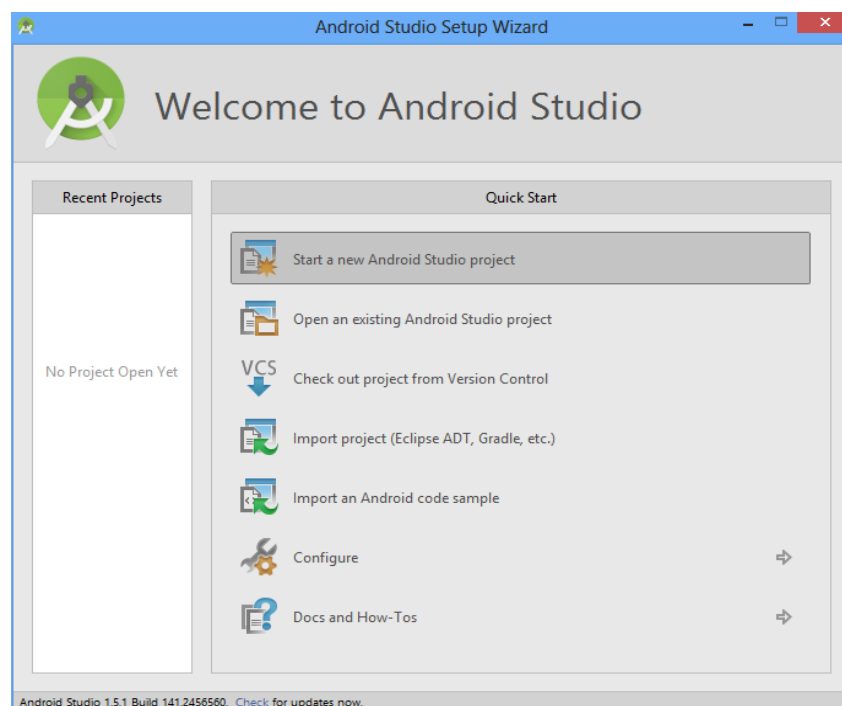 Android Studio Setup Wizard
Welcome to Android Studio
Recent Projects
No Project Open Yet
Quick Start
Start a new Android Studio project
Open an existing Android Studio project
VCS
Check out project from Version Control
Import project (Eclipse ADT, Gradle, etc.)
Import an Android code sample
Configure
Docs and How-Tos
Android Studio 1.5.1 Build 141.2456560. Check for updates now.